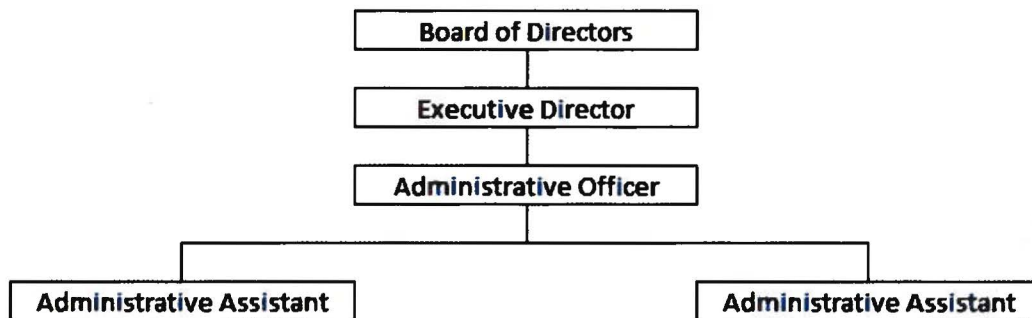 Board of Directors
Executive Director
Administrative Officer
Administrative Assistant
Administrative Assistant